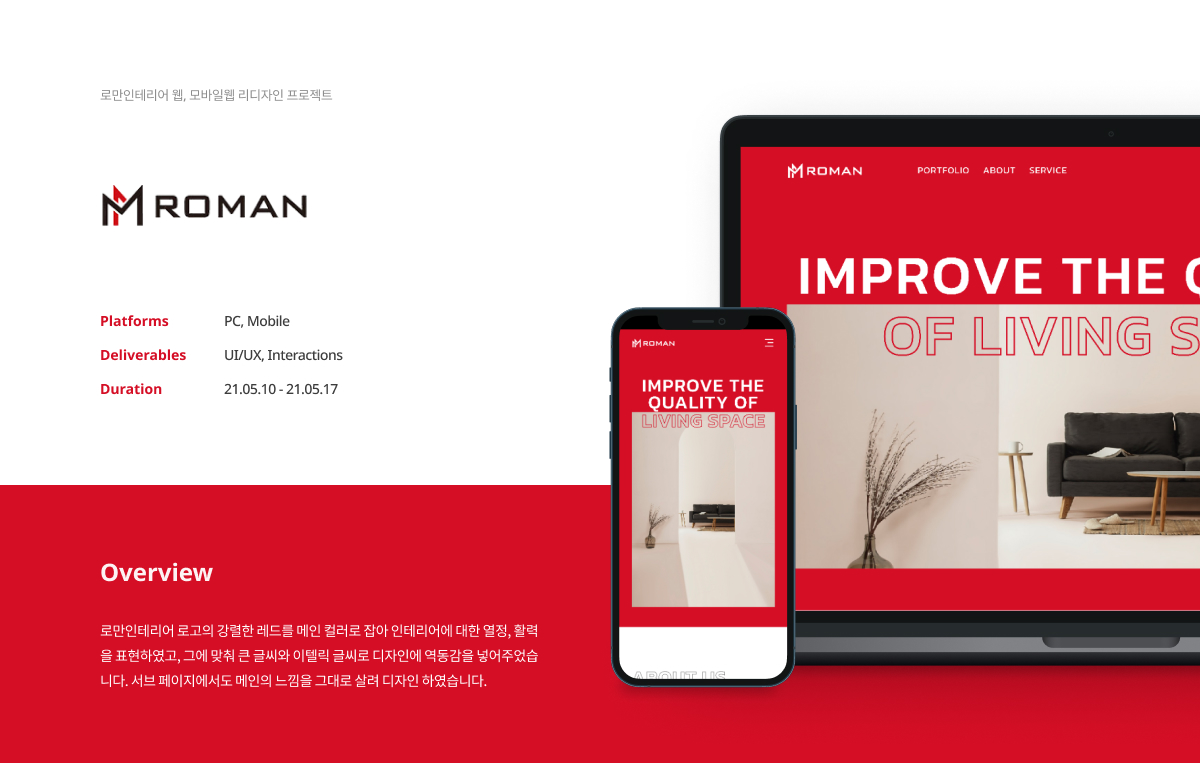 로만인테리어 웹, 모바일웹 리디자인 프로젝트
ROMAN
Platforms PC, Mobile
Deliverables UI/UX, Interactions
Duration 21.05.10 - 21.05.17
Overview
로만인테리어 로고의 강렬한 레드를 메인 컬러로 잡아 인테리어에 대한 열정, 활력
을 표현하였고, 그에 맞춰 큰 글씨와 이텔릭 글씨로 디자인에 역동감을 넣어주었습
니다. 서브 페이지에서도 메인의 느낌을 그대로 살려 디자인 하였습니다.
ROMAN PORTFOLIO ABOUT SERVICE
IMPROVE THE Q
OF LIVING S
ROMAN
IMPROVE THE
QUALITY OF
LIVING SPACE
ABOUT US